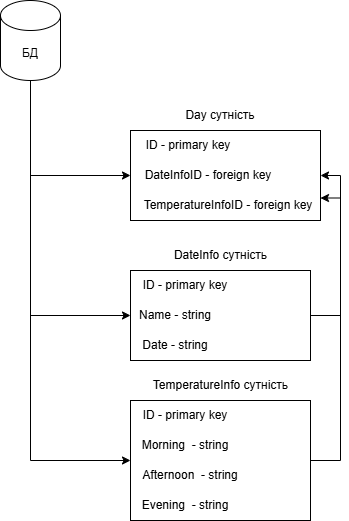 БД
Day сутність
ID - primary key
DateInfoID - foreign key
TemperatureInfoID - foreign key
DateInfo сутність
ID - primary key
Name - string
Date - string
TemperatureInfo сутність
ID - primary key
Morning - string
Afternoon - string
Evening - string